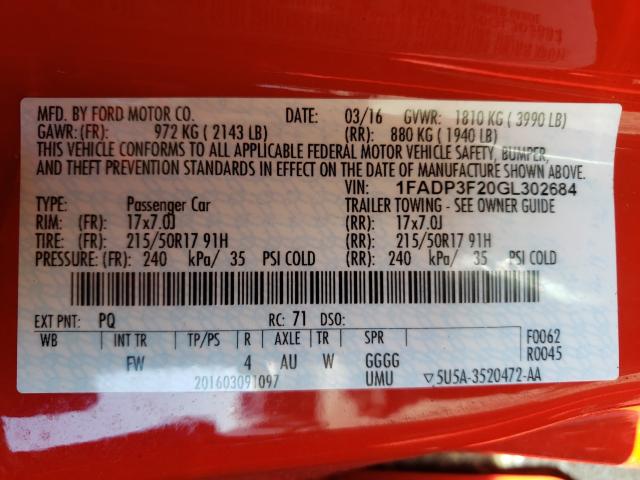 MFD. BY FORD MOTOR CO. DATE: 03/16 GVWR: 1810 KG ( 3990 LB)
GAWR: (FR): 972 KG ( 2143 LB) (RR): 880 KG ( 1940 LB)
THIS VEHICLE CONFORMS TO ALL APPLICABLE FEDERAL MOTOR VEHICLE SAFETY, BUMPER,
AND THEFT PREVENTION STANDARDS IN EFFECT ON THE DATE OF MANUFACTURE SHOWN ABOVE.
VIN: 1FADP3F20GL302684
TYPE: Passenger Car TRAILER TOWING - SEE OWNER GUIDE
RIM: (FR) 17x7.0J (RR): 17x7.0J
TIRE: (FR): 215/50R17 91H (RR): 215/50R17 91H
PRESSURE: (FR): 240 kPa/ 35 PSI COLD (RR): 240 kPa/ 35 PSI COLD
EXT PNT: PQ RC: 71 DSO:
WB INT TR TP/PS R AXLE TR SPR F0062
FW 4 AU W GGGG R0045
201603091097 UMU ▽5U5A-3520472-AA